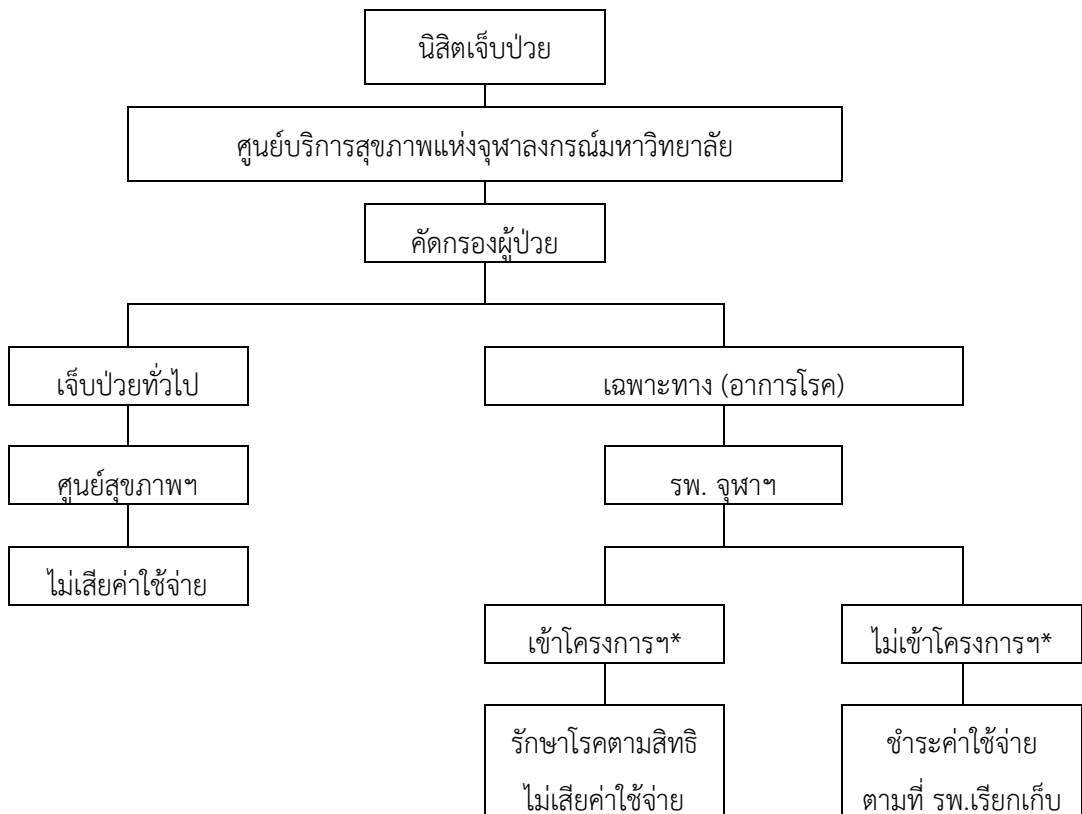 นิสิตเจ็บป่วย
ศูนย์บริการสุขภาพแห่งจุฬาลงกรณ์มหาวิทยาลัย
คัดกรองผู้ป่วย
เจ็บป่วยทั่วไป
เฉพาะทาง (อาการโรค)
ศูนย์สุขภาพฯ
รพ. จุฬาฯ
ไม่เสียค่าใช้จ่าย
เข้าโครงการฯ*
ไม่เข้าโครงการฯ*
รักษาโรคตามสิทธิ
ไม่เสียค่าใช้จ่าย
ชำระค่าใช้จ่าย
ตามที่ รพ.เรียกเก็บ